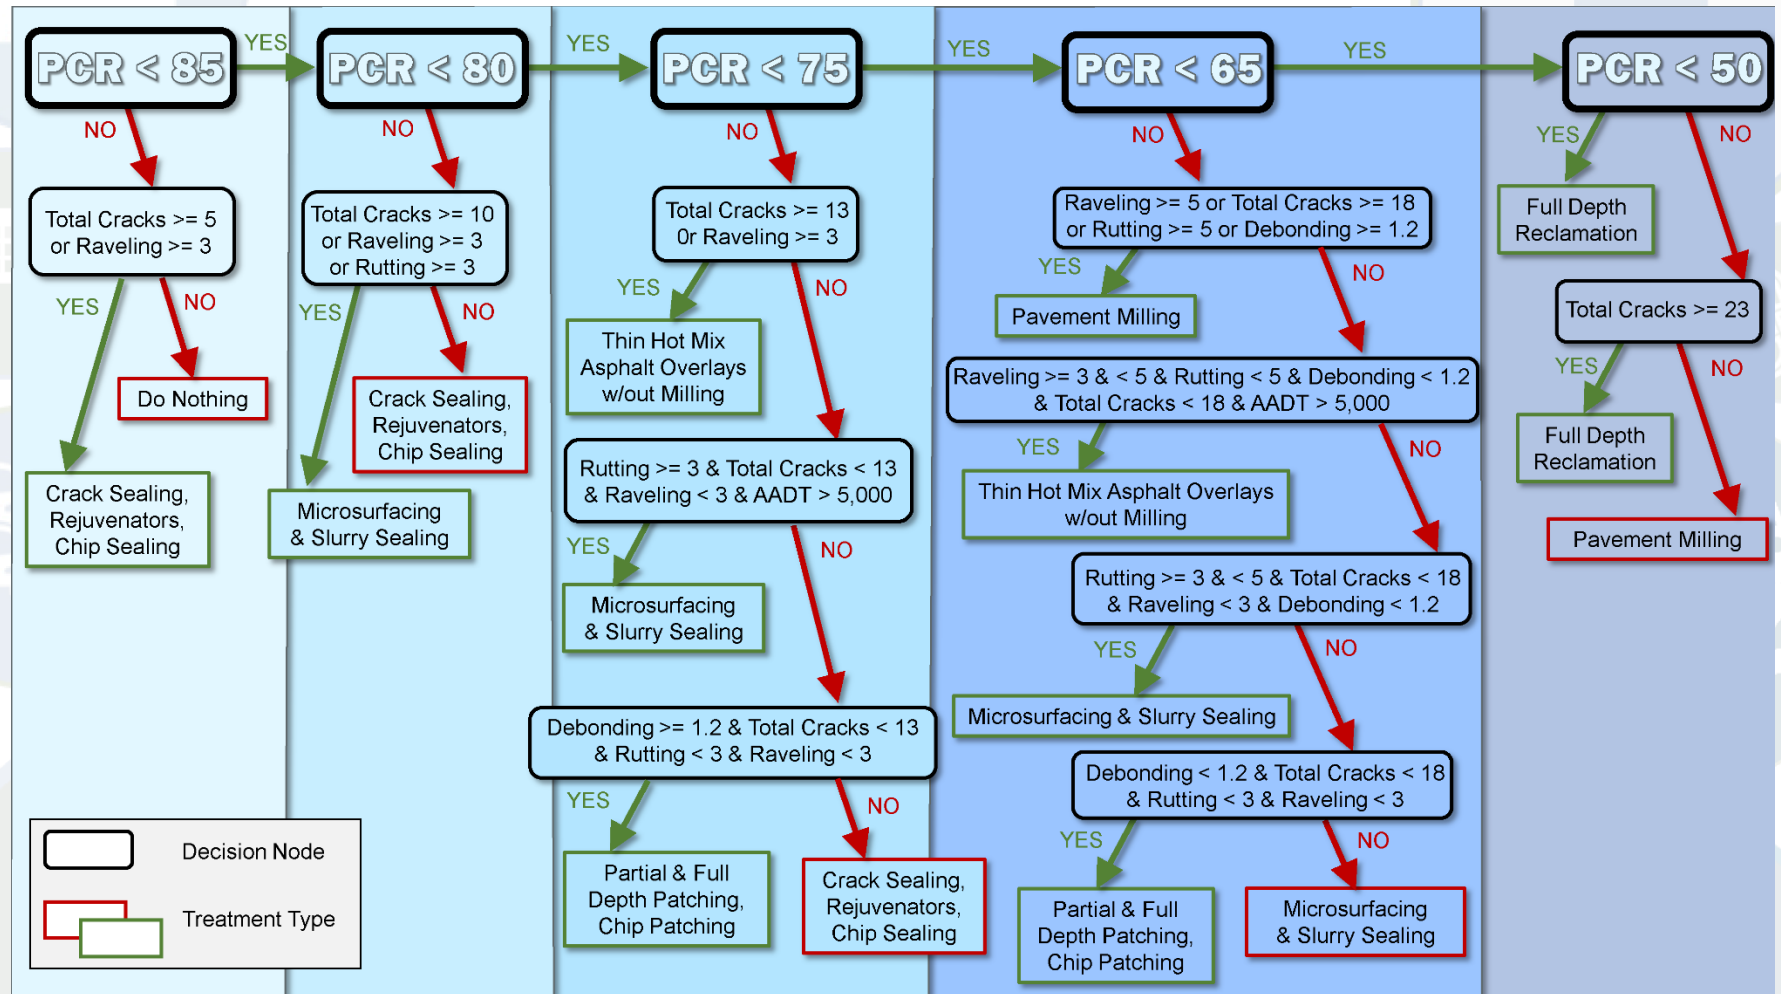 PCR < 85
YES
PCR < 80
YES
PCR < 75
YES
PCR < 65
YES
PCR < 50
NO
Total Cracks >= 5
or Raveling >= 3
YES
NO
Do Nothing
Crack Sealing,
Rejuvenators,
Chip Sealing
NO
Total Cracks >= 10
or Raveling >= 3
or Rutting >= 3
YES
NO
Crack Sealing,
Rejuvenators,
Chip Sealing
Microsurfacing
& Slurry Sealing
NO
Total Cracks >= 13
0r Raveling >= 3
YES
NO
Thin Hot Mix
Asphalt Overlays
w/out Milling
Rutting >= 3 & Total Cracks < 13
& Raveling < 3 & AADT > 5,000
YES
NO
Microsurfacing
& Slurry Sealing
Debonding >= 1.2 & Total Cracks < 13
& Rutting < 3 & Raveling < 3
YES
NO
Partial & Full
Depth Patching,
Chip Patching
Crack Sealing,
Rejuvenators,
Chip Sealing
NO
Raveling >= 5 or Total Cracks >= 18
or Rutting >= 5 or Debonding >= 1.2
YES
NO
Pavement Milling
Raveling >= 3 & < 5 & Rutting < 5 & Debonding < 1.2
& Total Cracks < 18 & AADT > 5,000
YES
NO
Thin Hot Mix Asphalt Overlays
w/out Milling
Rutting >= 3 & < 5 & Total Cracks < 18
& Raveling < 3 & Debonding < 1.2
YES
NO
Microsurfacing & Slurry Sealing
Debonding < 1.2 & Total Cracks < 18
& Rutting < 3 & Raveling < 3
YES
NO
Partial & Full
Depth Patching,
Chip Patching
Microsurfacing
& Slurry Sealing
YES
NO
Full Depth
Reclamation
Total Cracks >= 23
YES
NO
Full Depth
Reclamation
Pavement Milling
Decision Node
Treatment Type